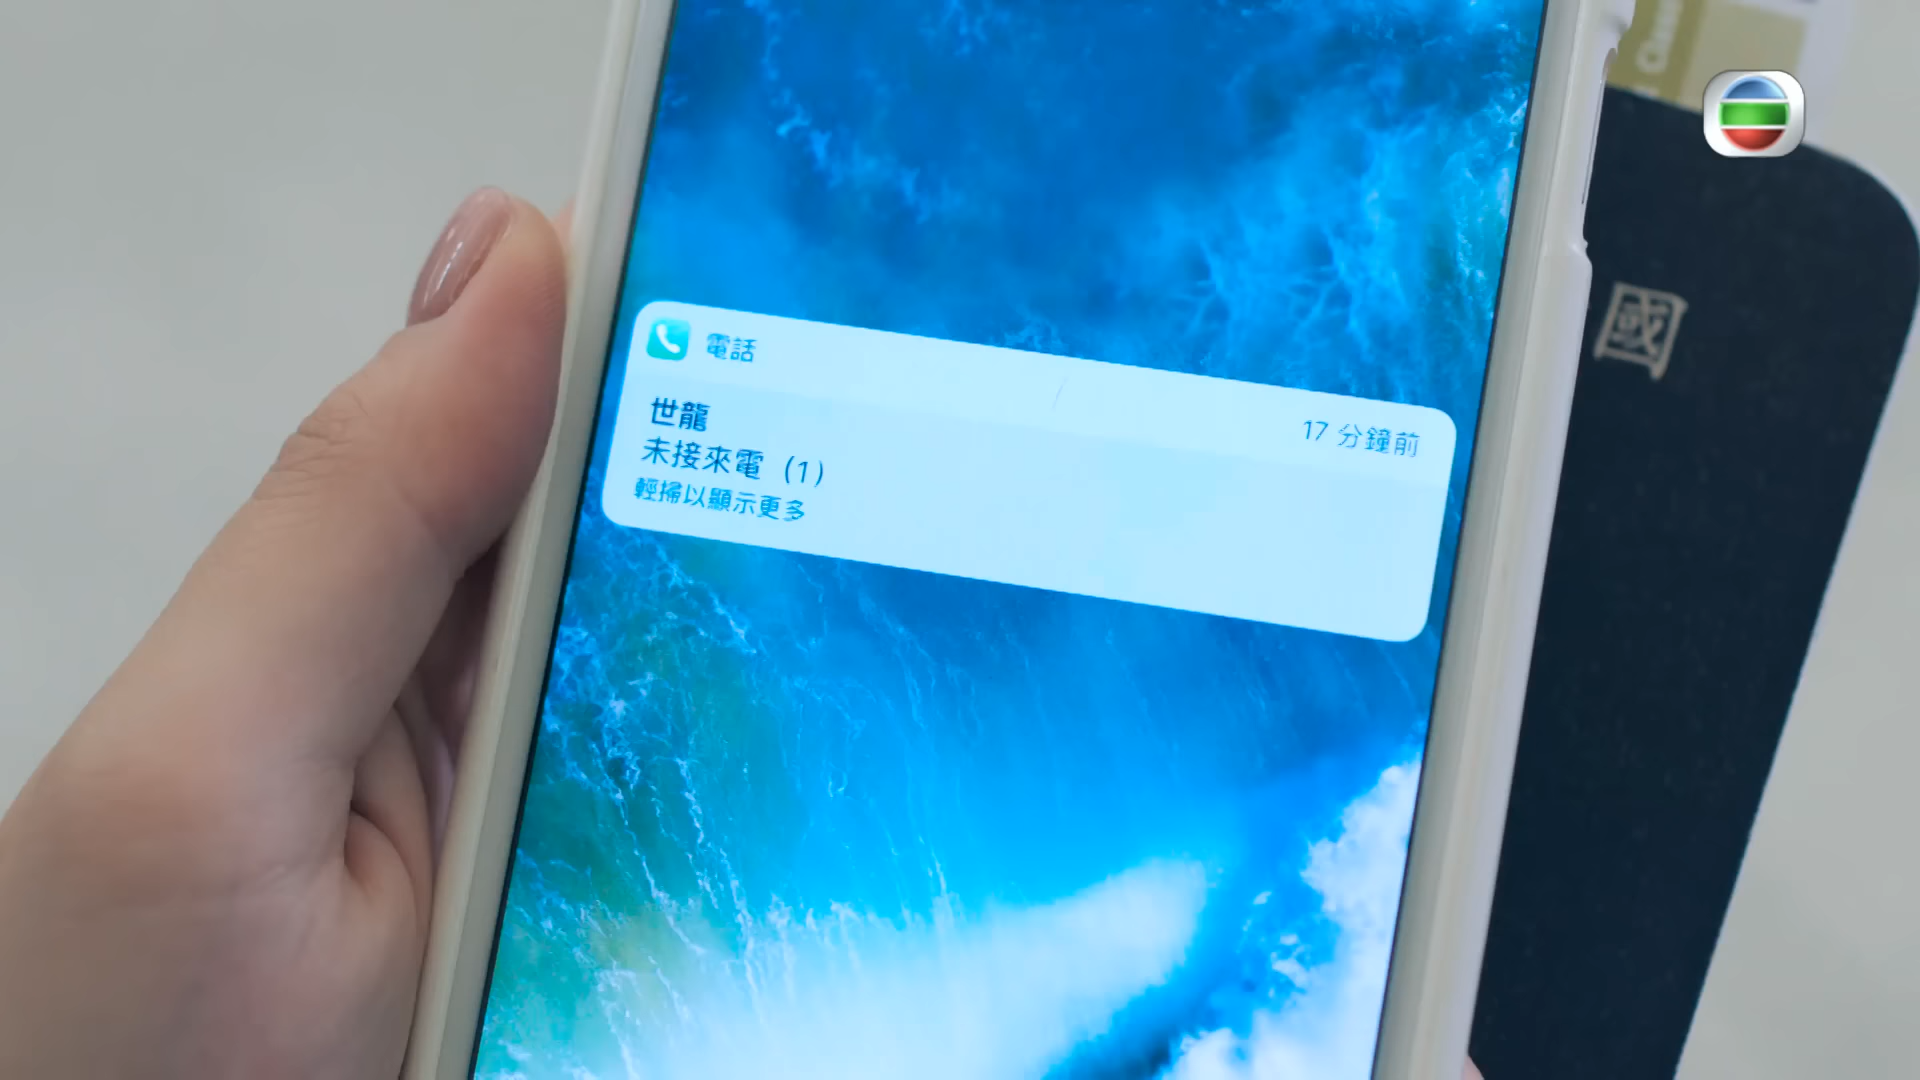 電話
17 分鐘前
世龍
未接來電 (1)
輕掃以顯示更多
國